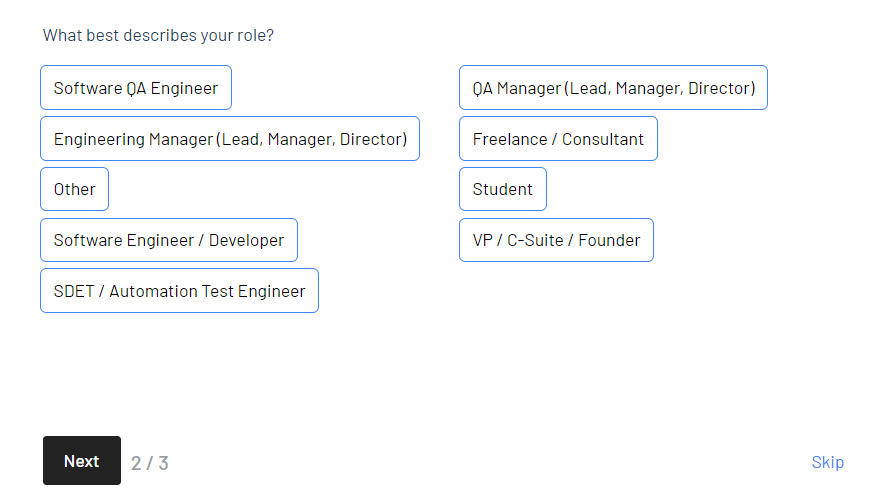 What best describes your role?
Software QA Engineer
QA Manager (Lead, Manager, Director)
Engineering Manager (Lead, Manager, Director)
Freelance / Consultant
Other
Student
Software Engineer / Developer
VP / C-Suite / Founder
SDET / Automation Test Engineer
Next
2 / 3
Skip